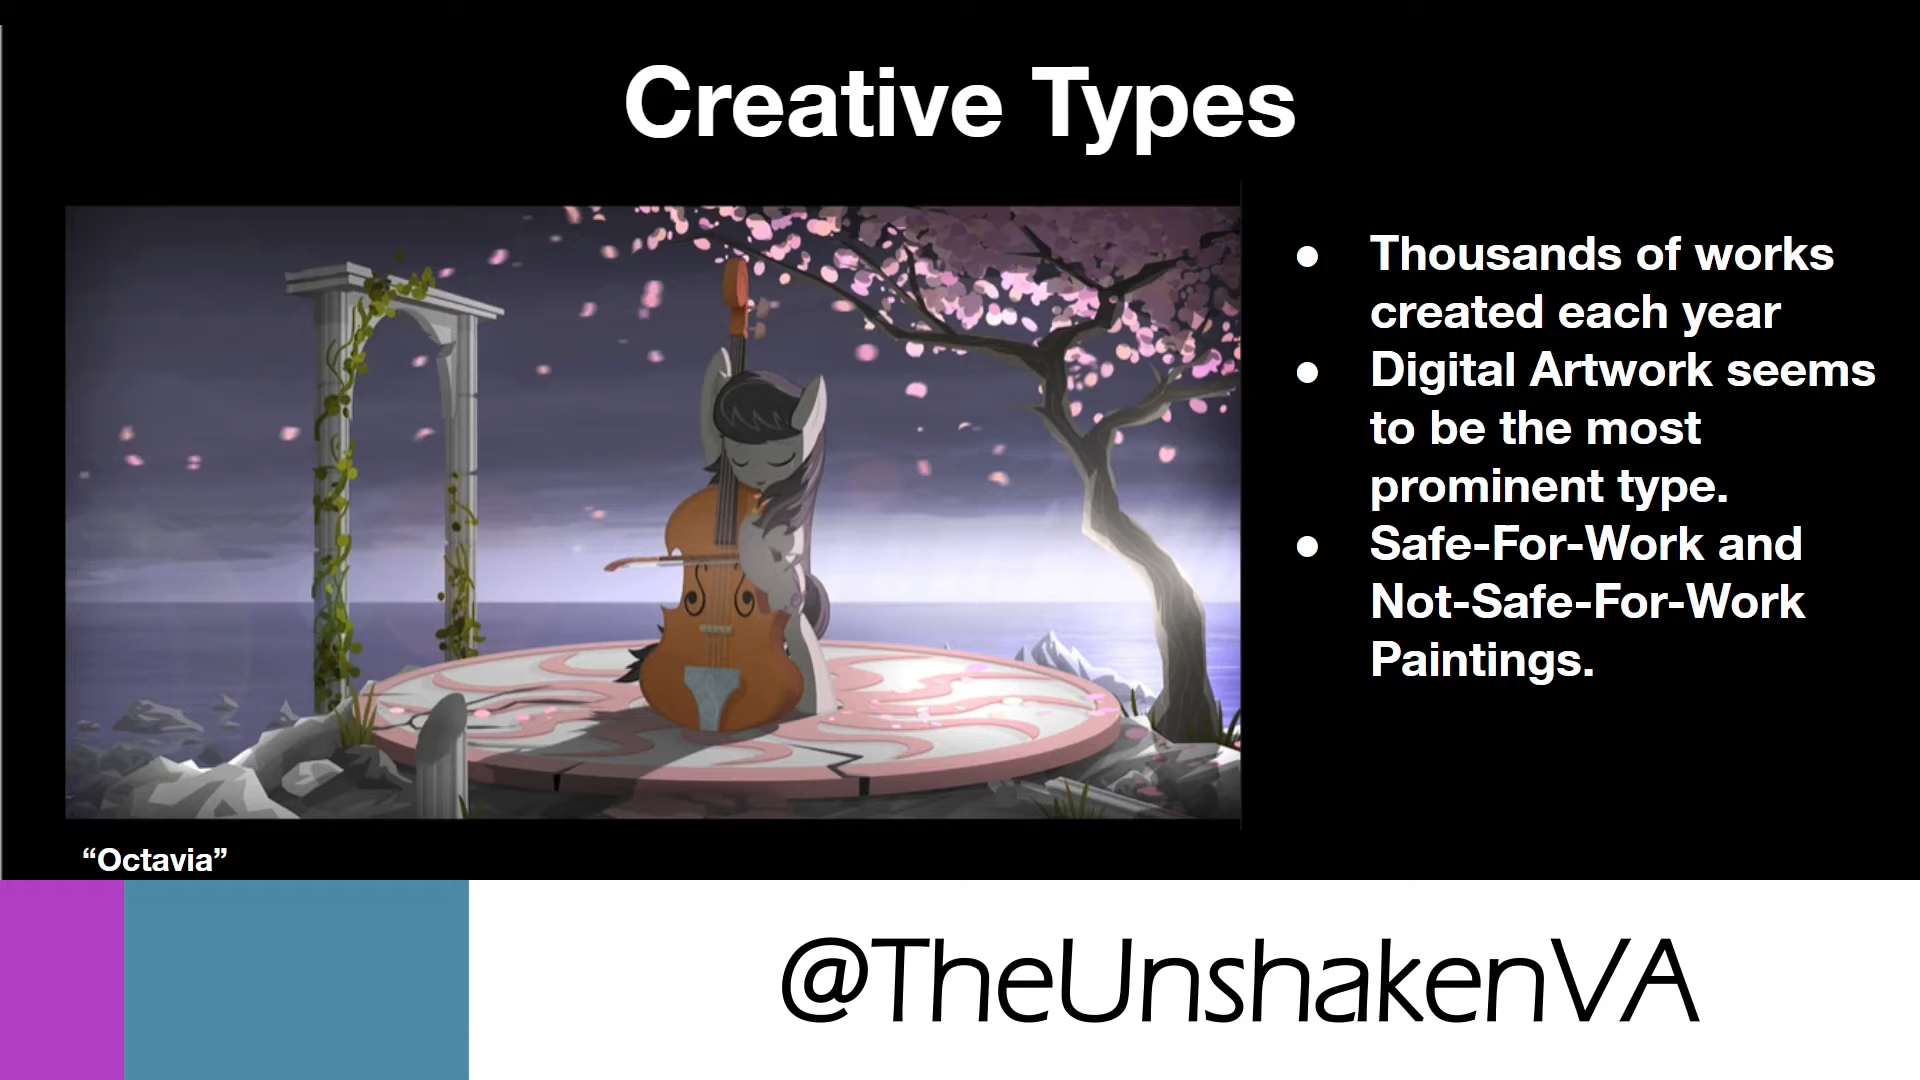 Creative Types
● Thousands of works
created each year
● Digital Artwork seems
to be the most
prominent type.
● Safe-For-Work and
Not-Safe-For-Work
Paintings.
“Octavia”
@TheUnshakenVA